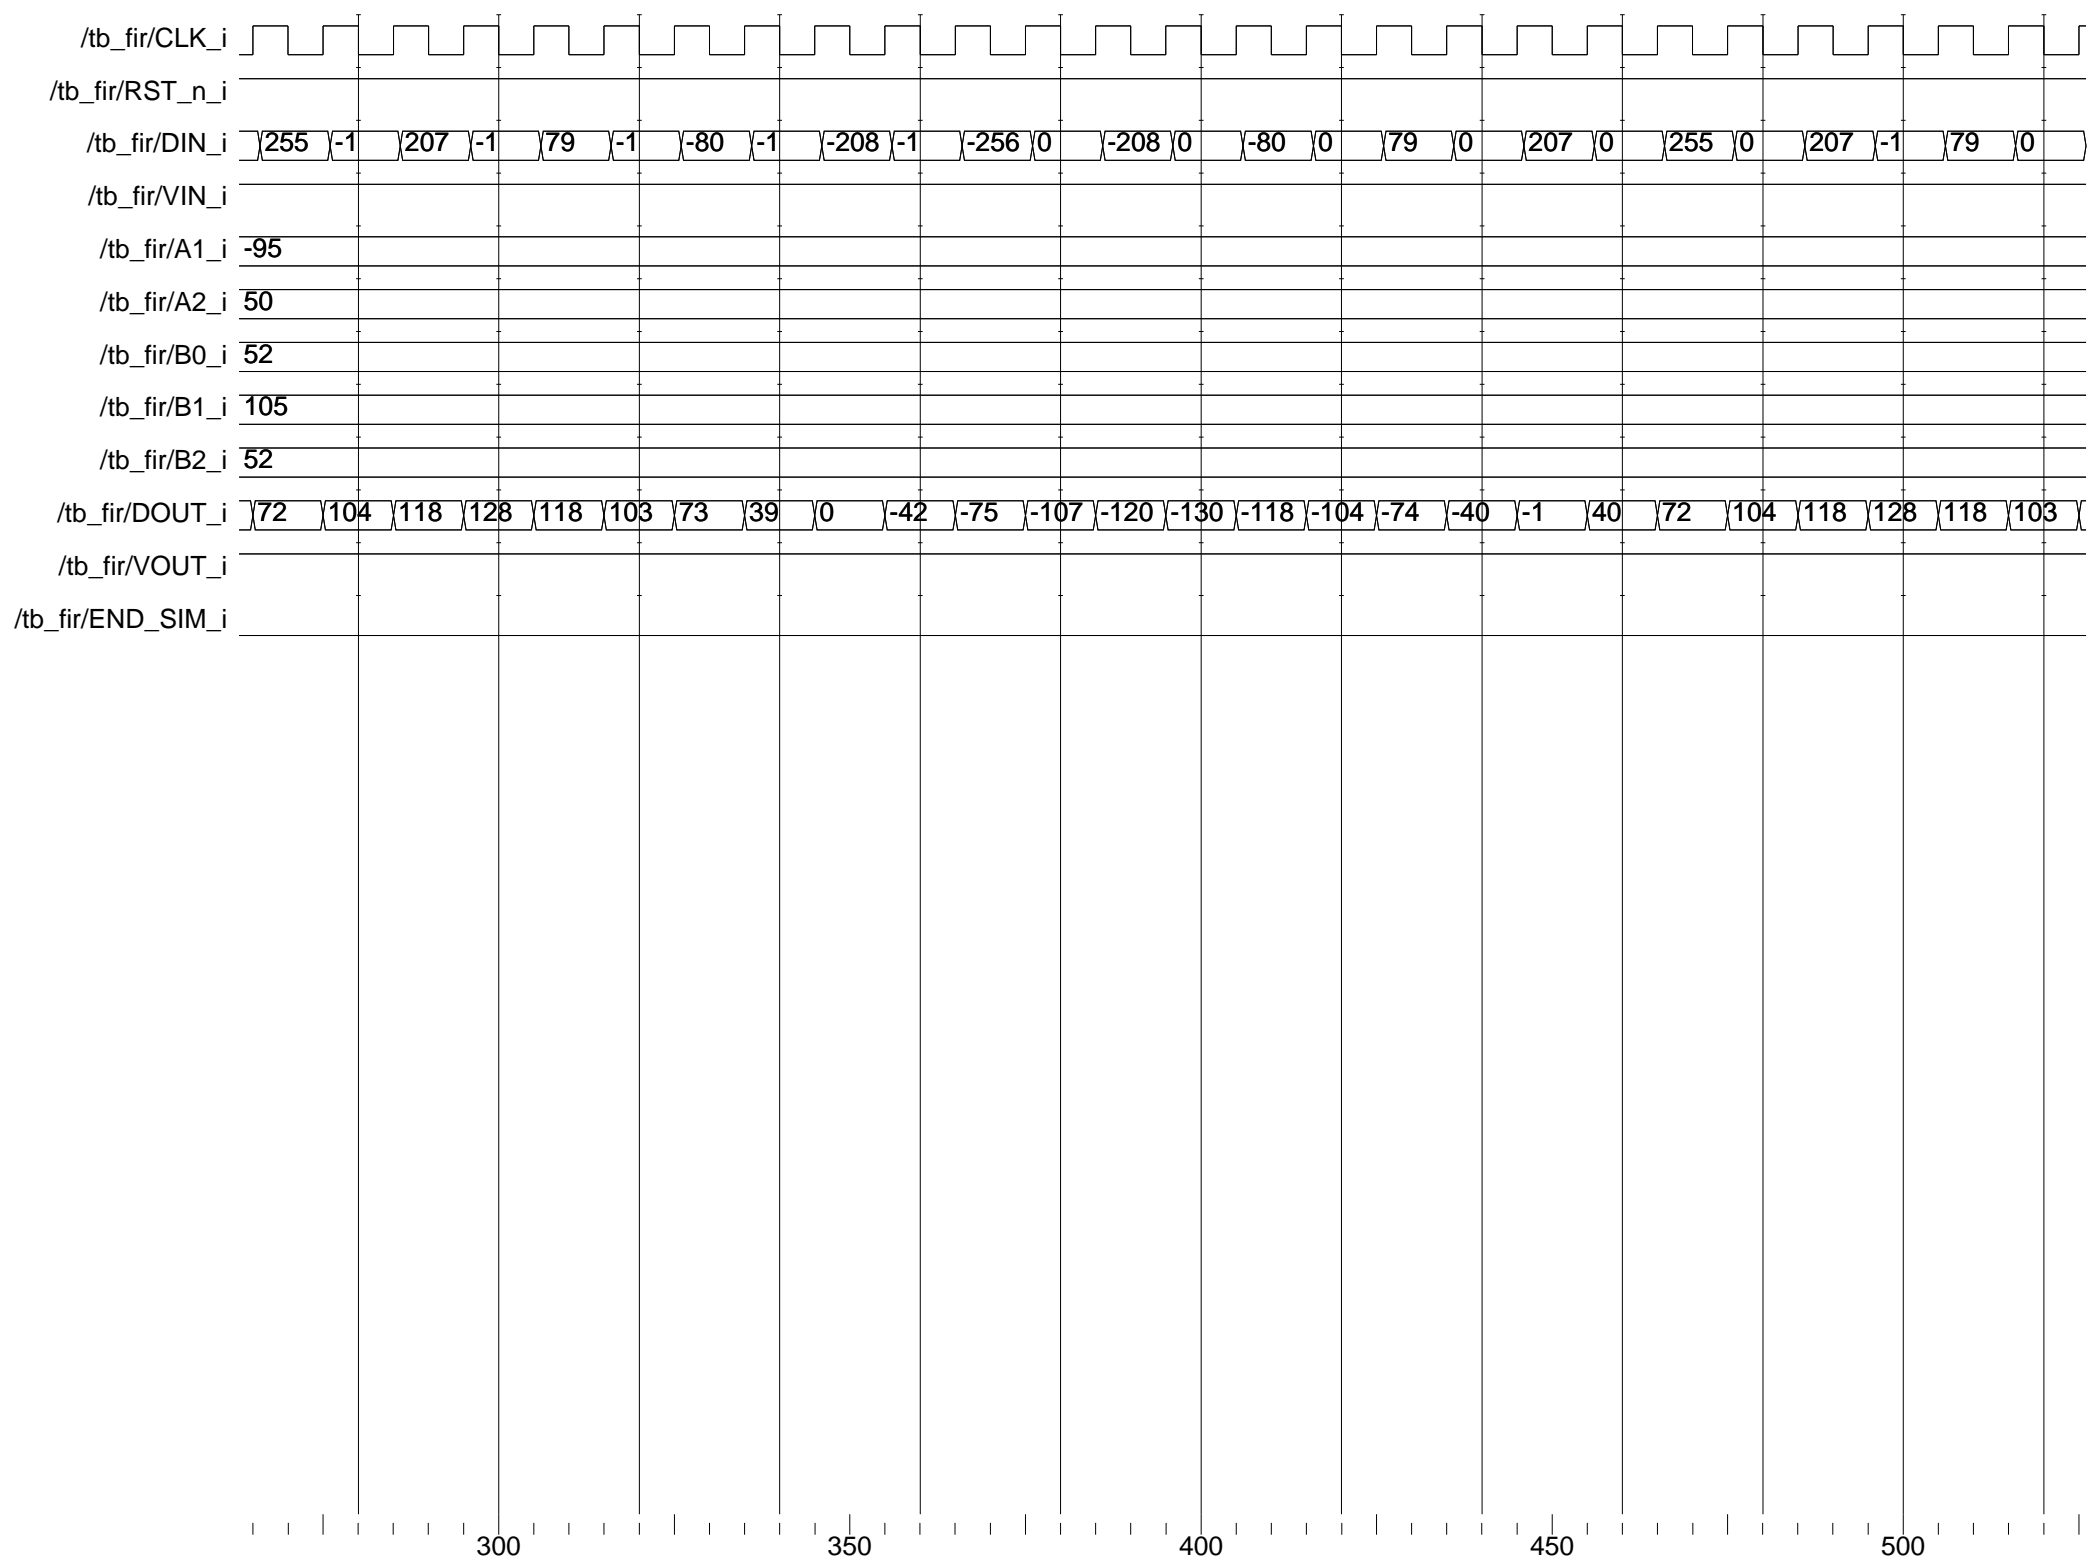 /tb_fir/CLK_i
/tb_fir/RST_n_i
/tb_fir/DIN_i 255 -1 207 -1 79 -1 -80 -1 -208 -1 -256 0 -208 0 -80 0 79 0 207 0 255 0 207 -1 79 0
/tb_fir/VIN_i
/tb_fir/A1_i -95
/tb_fir/A2_i 50
/tb_fir/B0_i 52
/tb_fir/B1_i 105
/tb_fir/B2_i 52
/tb_fir/DOUT_i 72 104 118 128 118 103 73 39 0 -42 -75 -107 -120 -130 -118 -104 -74 -40 -1 40 72 104 118 128 118 103
/tb_fir/VOUT_i
/tb_fir/END_SIM_i
300 350 400 450 500